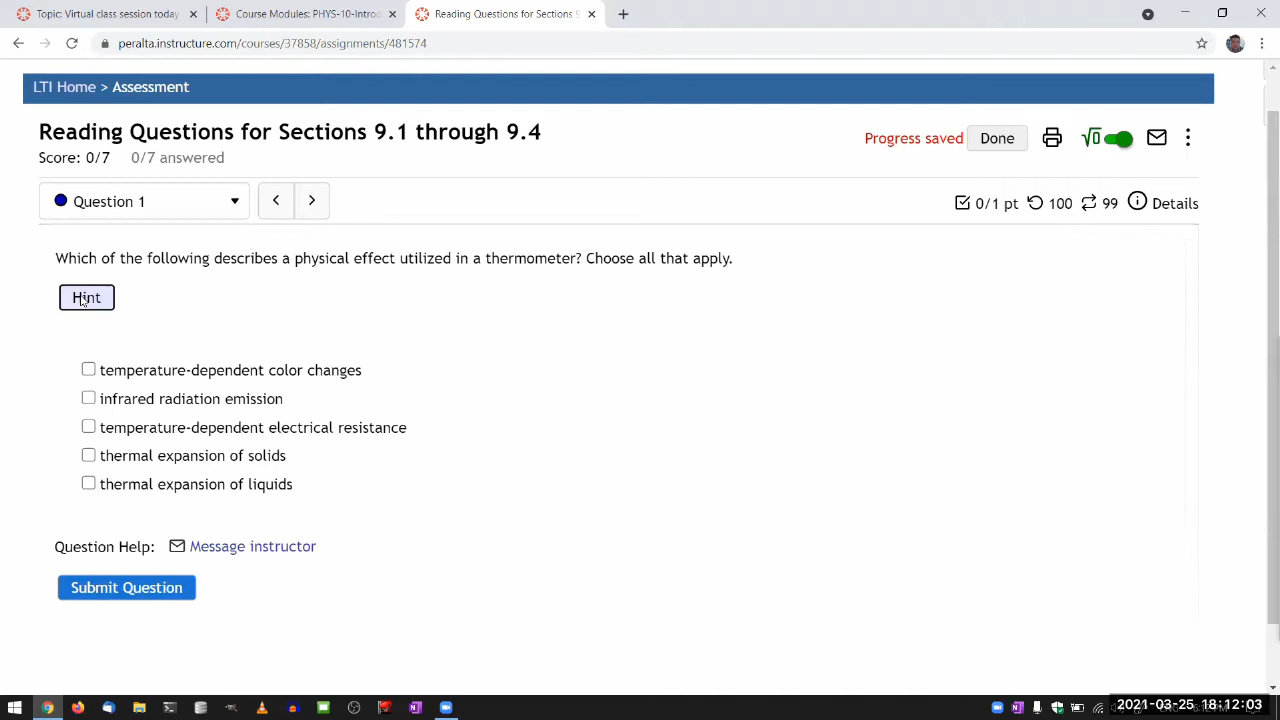 Topic: Virtual class session today
Course Modules: PHYS-10-Introd
Reading Questions for Sections 9
peralta.instructure.com/courses/37858/assignments/481574
LTI Home > Assessment
Reading Questions for Sections 9.1 through 9.4
Progress saved Done √0
Score: 0/7 0/7 answered
Question 1 < > 0/1 pt 100 99 Details
Which of the following describes a physical effect utilized in a thermometer? Choose all that apply.
Hint
temperature-dependent color changes
infrared radiation emission
temperature-dependent electrical resistance
thermal expansion of solids
thermal expansion of liquids
Question Help: Message instructor
Submit Question
2021-03-25 18:12:03